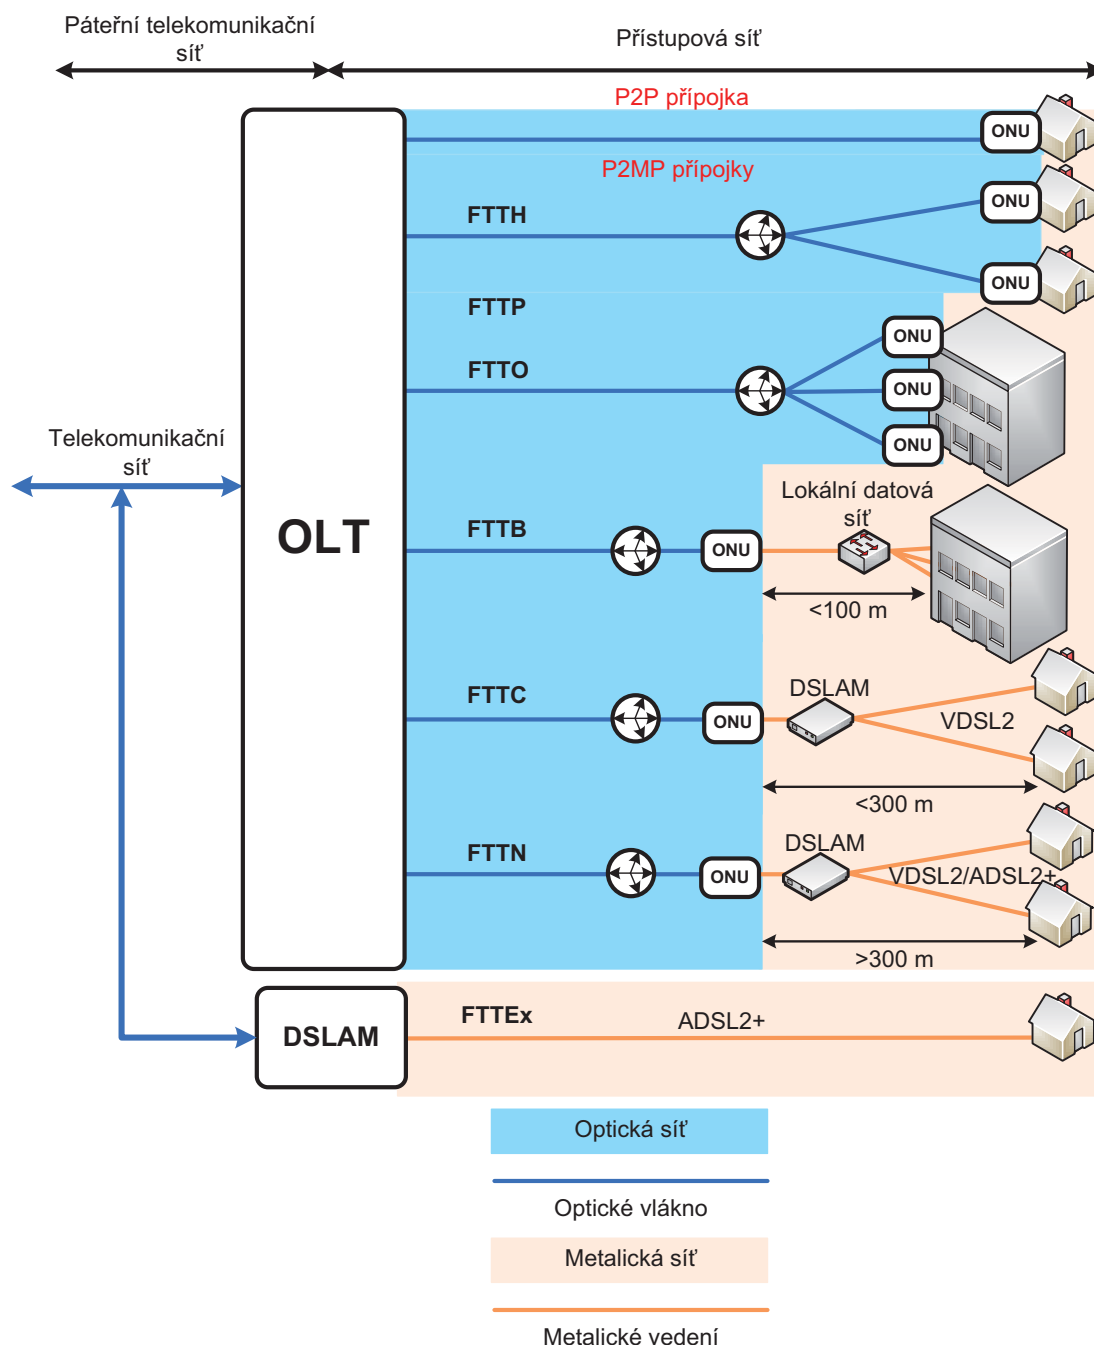 Páteřní telekomunikační
síť
Přístupová síť
P2P přípojka
ONU
P2MP přípojky
ONU
FTTH
ONU
FTTP
ONU
FTTO
ONU
ONU
Telekomunikační
síť
Lokální datová
síť
OLT
FTTB
ONU
<100 m
DSLAM
FTTC
ONU
VDSL2
<300 m
DSLAM
FTTN
ONU
VDSL2/ADSL2+
>300 m
DSLAM
FTTEx
ADSL2+
Optická síť
Optické vlákno
Metalická síť
Metalické vedení